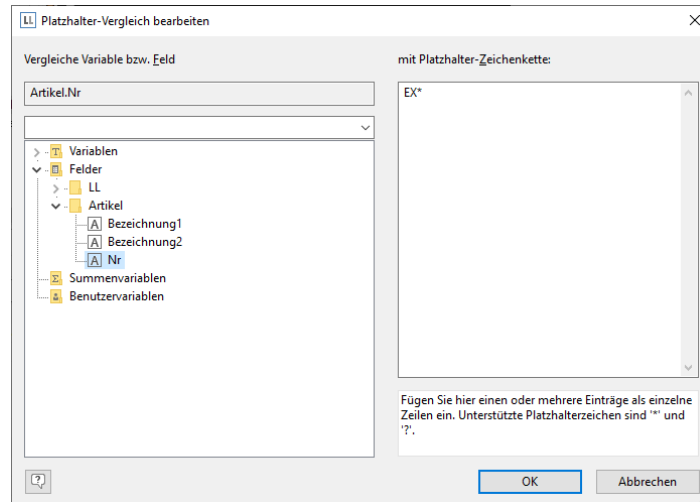 LL Platzhalter-Vergleich bearbeiten
Vergleiche Variable bzw. Feld
Artikel.Nr
Variablen
Felder
LL
Artikel
A Bezeichnung1
A Bezeichnung2
A Nr
Summenvariablen
Benutzervariablen
mit Platzhalter-Zeichenkette:
EX*
Fügen Sie hier einen oder mehrere Einträge als einzelne
Zeilen ein. Unterstützte Platzhalterzeichen sind '*' und
'?'.
OK
Abbrechen